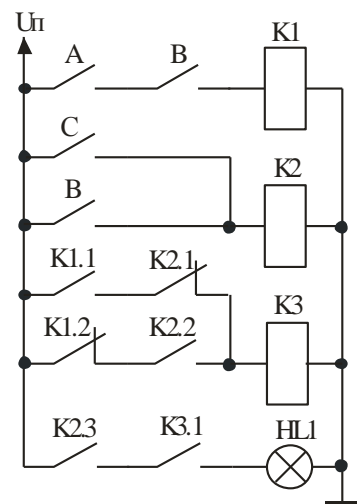 Uп
A B K1
C
B K2
K1.1 K2.1
K1.2 K2.2 K3
K2.3 K3.1 HL1